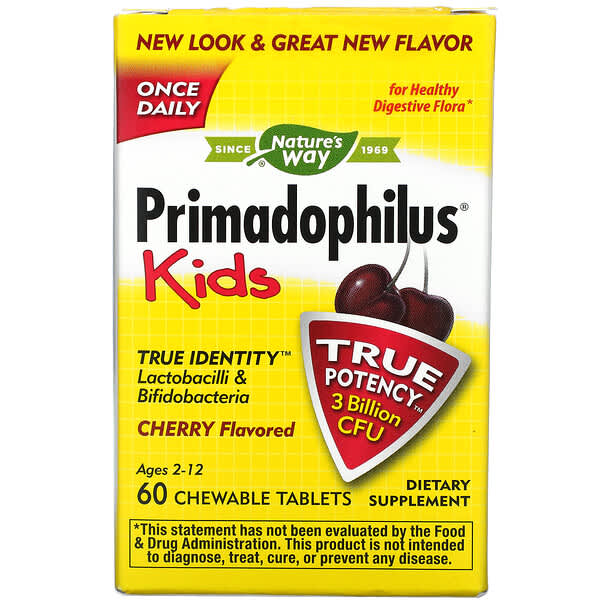 NEW LOOK & GREAT NEW FLAVOR
ONCE
DAILY
for Healthy
Digestive Flora*
SINCE
Nature's
Way®
1969
Primadophilus®
Kids
TRUE IDENTITY™
Lactobacilli &
Bifidobacteria
CHERRY Flavored
TRUE
POTENCY™
3 Billion
CFU
Ages 2-12
60 CHEWABLE TABLETS
DIETARY
SUPPLEMENT
*This statement has not been evaluated by the Food
& Drug Administration. This product is not intended
to diagnose, treat, cure, or prevent any disease.